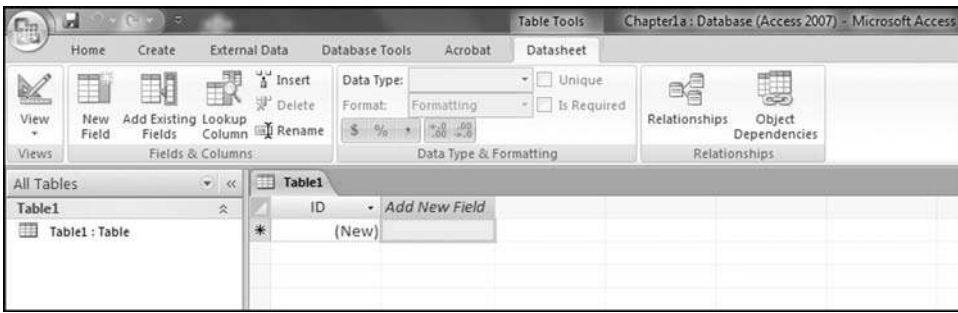 Table Tools Chapter1a : Database (Access 2007) - Microsoft Access
Home Create External Data Database Tools Acrobat Datasheet
View
New Field
Add Existing Fields
Lookup Column
Insert
Delete
Rename
Data Type:
Format: Formatting
$ % ,
Unique
Is Required
Relationships
Object Dependencies
Views Fields & Columns Data Type & Formatting Relationships
All Tables
Table1
Table1 : Table
Table1
ID Add New Field
* (New)